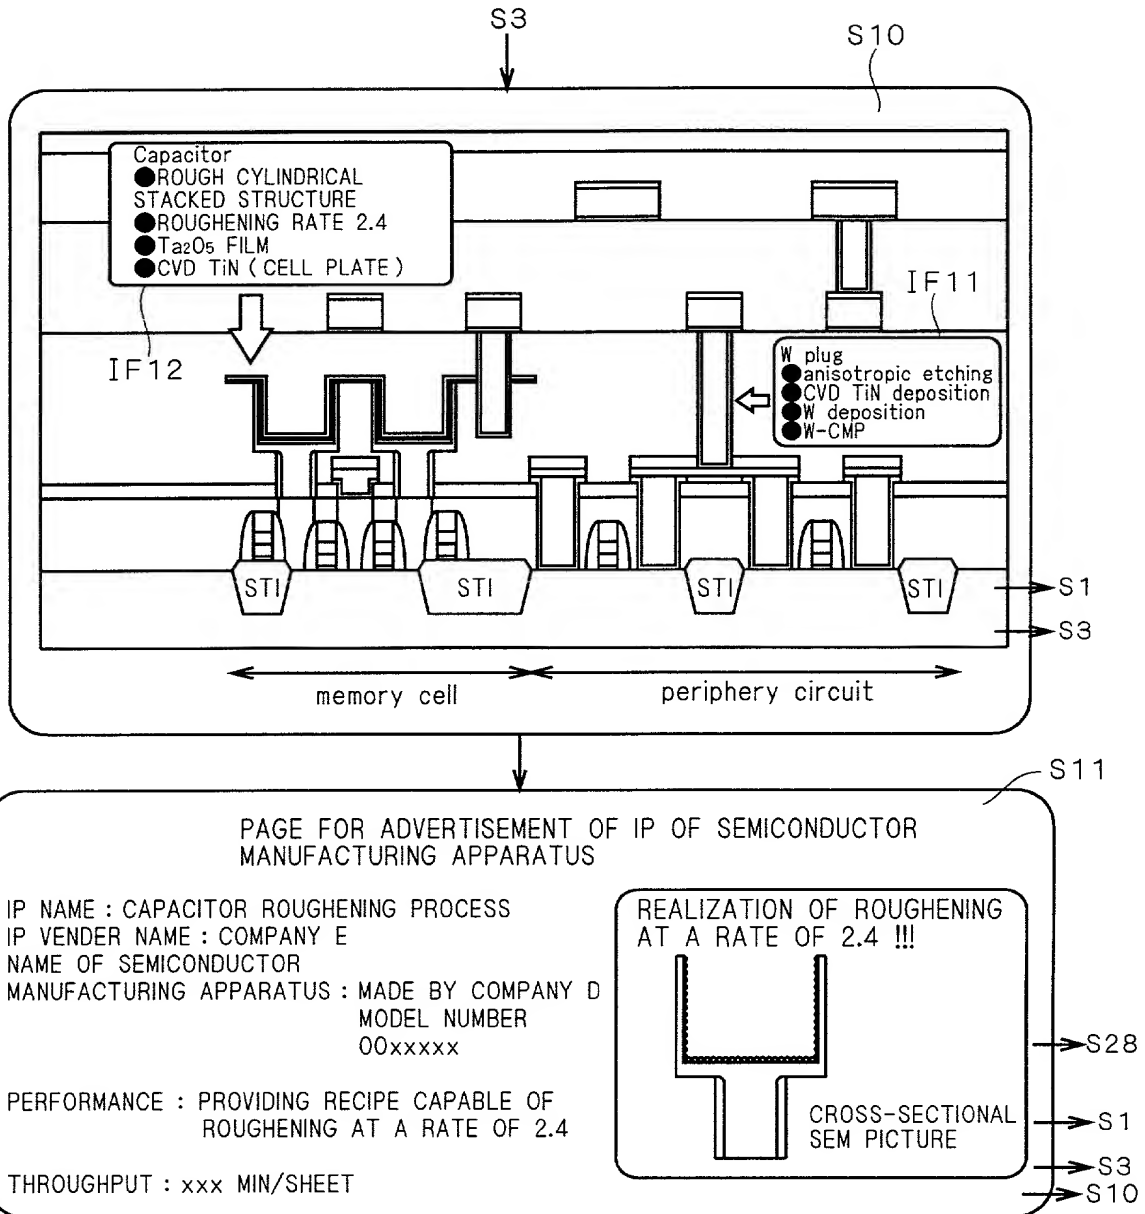 S3
S10
Capacitor
●ROUGH CYLINDRICAL
STACKED STRUCTURE
●ROUGHENING RATE 2.4
●Ta2O5 FILM
●CVD TiN ( CELL PLATE )
IF12
IF11
W plug
●anisotropic etching
●CVD TiN deposition
●W deposition
●W-CMP
STI STI STI STI
S1
S3
memory cell periphery circuit
S11
PAGE FOR ADVERTISEMENT OF IP OF SEMICONDUCTOR
MANUFACTURING APPARATUS
IP NAME : CAPACITOR ROUGHENING PROCESS
IP VENDER NAME : COMPANY E
NAME OF SEMICONDUCTOR
MANUFACTURING APPARATUS : MADE BY COMPANY D
MODEL NUMBER
OOxxxxx
PERFORMANCE : PROVIDING RECIPE CAPABLE OF
ROUGHENING AT A RATE OF 2.4
THROUGHPUT : xxx MIN/SHEET
REALIZATION OF ROUGHENING
AT A RATE OF 2.4 !!!
CROSS-SECTIONAL
SEM PICTURE
S28
S1
S3
S10